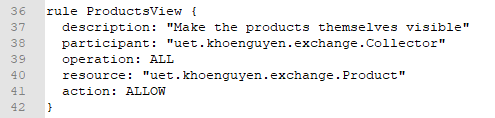 36 rule ProductsView {
37 description: "Make the products themselves visible"
38 participant: "uet.khoenguyen.exchange.Collector"
39 operation: ALL
40 resource: "uet.khoenguyen.exchange.Product"
41 action: ALLOW
42 }